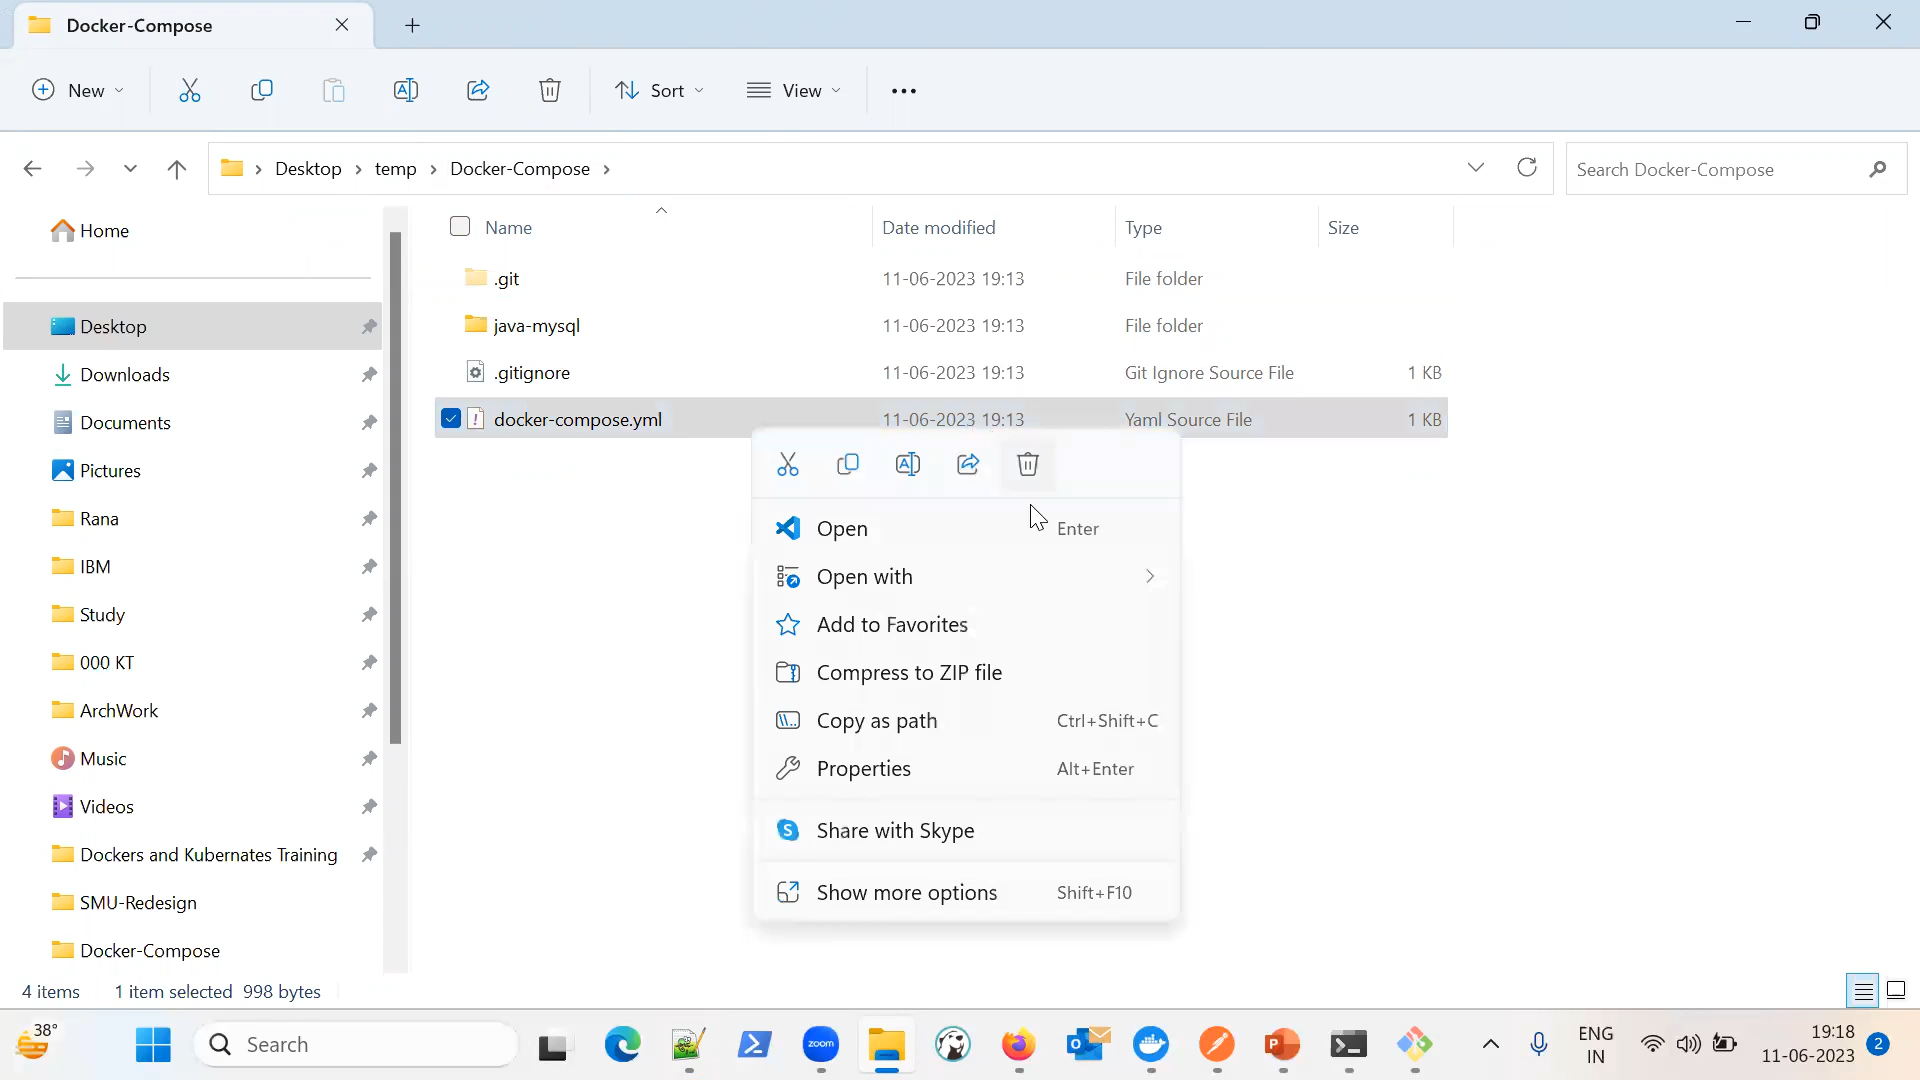 Docker-Compose
New
Sort
View
Desktop
temp
Docker-Compose
Search Docker-Compose
Home
Desktop
Downloads
Documents
Pictures
Rana
IBM
Study
000 KT
ArchWork
Music
Videos
Dockers and Kubernates Training
SMU-Redesign
Docker-Compose
Name Date modified Type Size
.git 11-06-2023 19:13 File folder
java-mysql 11-06-2023 19:13 File folder
.gitignore 11-06-2023 19:13 Git Ignore Source File 1 KB
docker-compose.yml 11-06-2023 19:13 Yaml Source File 1 KB
Open Enter
Open with
Add to Favorites
Compress to ZIP file
Copy as path Ctrl+Shift+C
Properties Alt+Enter
Share with Skype
Show more options Shift+F10
4 items 1 item selected 998 bytes
38°
Search
zoom
ENG
IN
19:18
11-06-2023
2